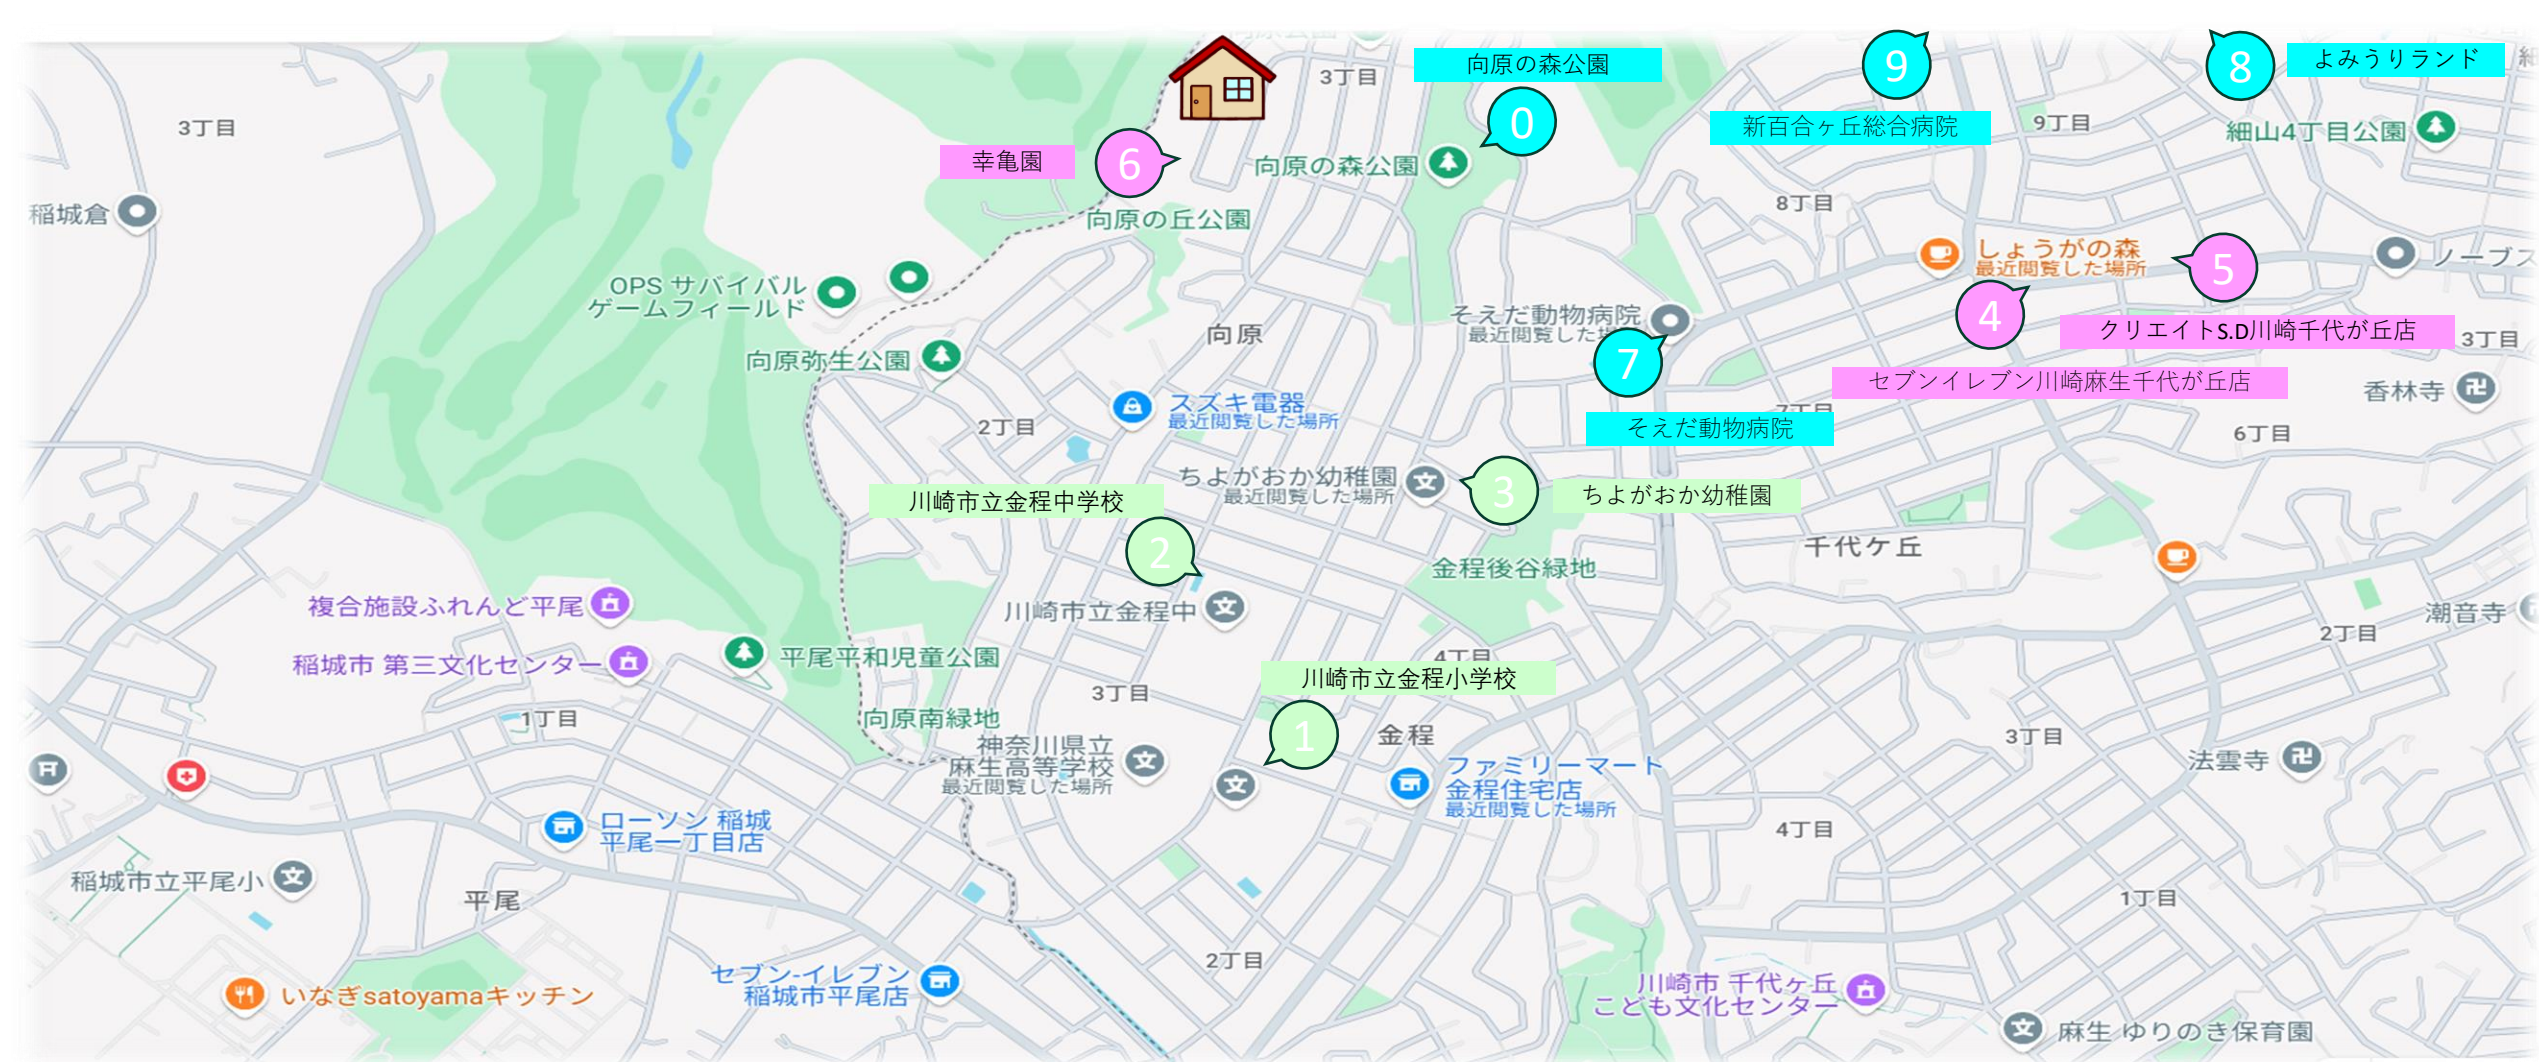 3丁目
向原の森公園
9
8
よみうりランド
3丁目
0
新百合ヶ丘総合病院
9丁目
細山4丁目公園
幸亀園
6
向原の森公園
稲城倉
向原の丘公園
8丁目
しょうがの森
最近閲覧した場所
5
ノーブス
OPS サバイバル
ゲームフィールド
4
そえだ動物病院
最近閲覧した場
向原
クリエイトS.D川崎千代が丘店
3丁目
向原弥生公園
7
セブンイレブン川崎麻生千代が丘店
香林寺
スズキ電器
最近閲覧した場所
2丁目
7丁目
そえだ動物病院
6丁目
ちよがおか幼稚園
最近閲覧した場所
3
ちよがおか幼稚園
川崎市立金程中学校
2
千代ケ丘
金程後谷緑地
複合施設ふれんど平尾
川崎市立金程中
潮音寺
2丁目
稲城市 第三文化センター
平尾平和児童公園
4丁目
川崎市立金程小学校
3丁目
1丁目
向原南緑地
1
金程
3丁目
神奈川県立
麻生高等学校
最近閲覧した場所
法雲寺
ファミリーマート
金程住宅店
最近閲覧した場所
ローソン 稲城
平尾一丁目店
4丁目
稲城市立平尾小
平尾
1丁目
2丁目
セブン-イレブン
稲城市平尾店
いなぎsatoyamaキッチン
川崎市 千代ヶ丘
こども文化センター
麻生 ゆりのき保育園